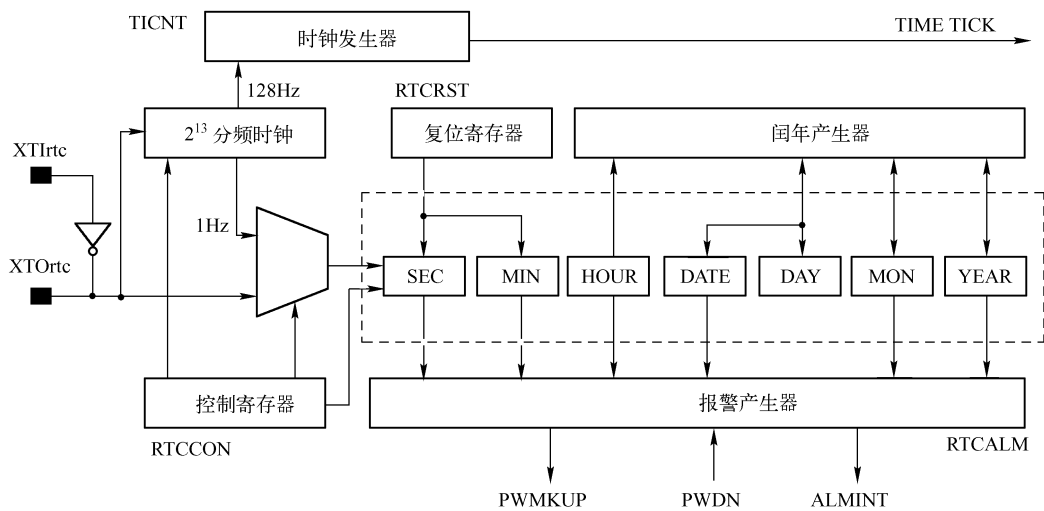 TICNT
时钟发生器
TIME TICK
128Hz
RTCRST
2¹³ 分频时钟
复位寄存器
闰年产生器
XTIrtc
1Hz
XTOrtc
SEC
MIN
HOUR
DATE
DAY
MON
YEAR
控制寄存器
报警产生器
RTCCON
RTCALM
PWMKUP
PWDN
ALMINT